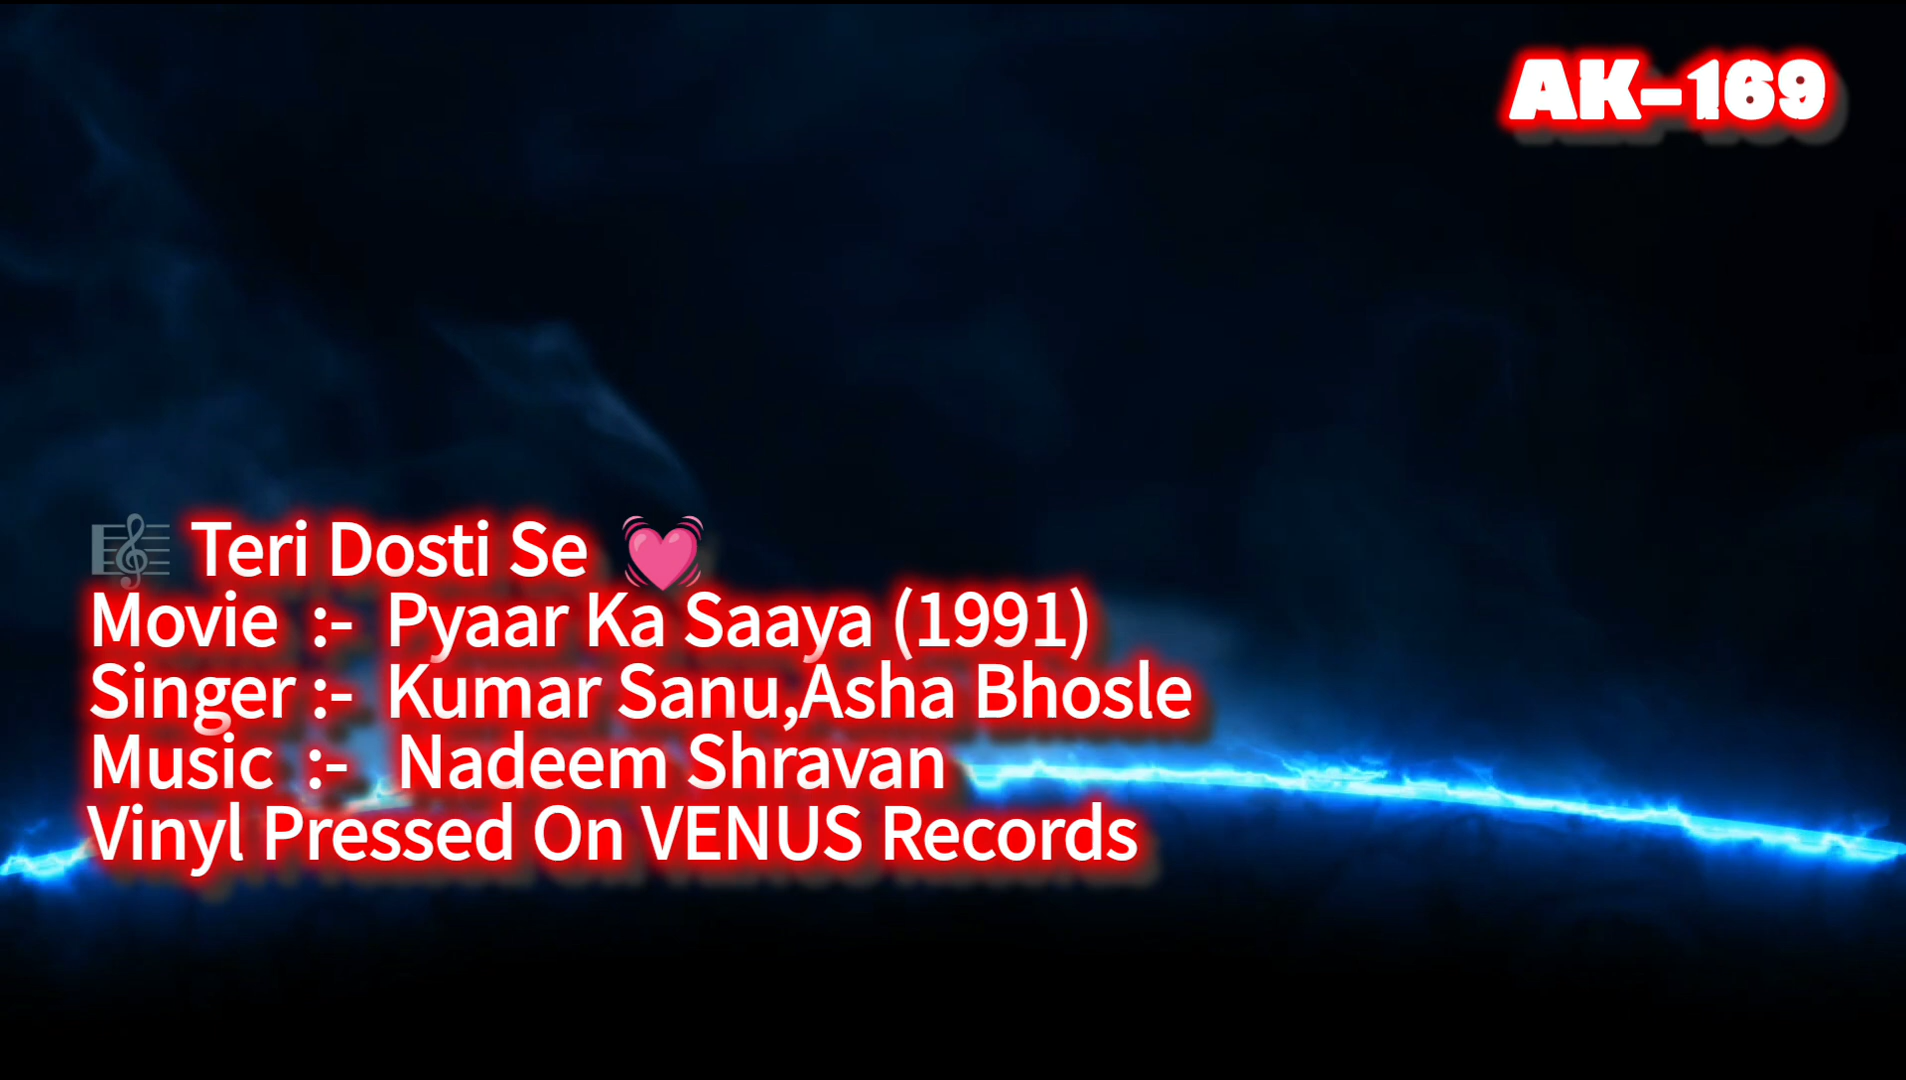 AK-169
🎼 Teri Dosti Se 💓
Movie :- Pyaar Ka Saaya (1991)
Singer :- Kumar Sanu,Asha Bhosle
Music :- Nadeem Shravan
Vinyl Pressed On VENUS Records